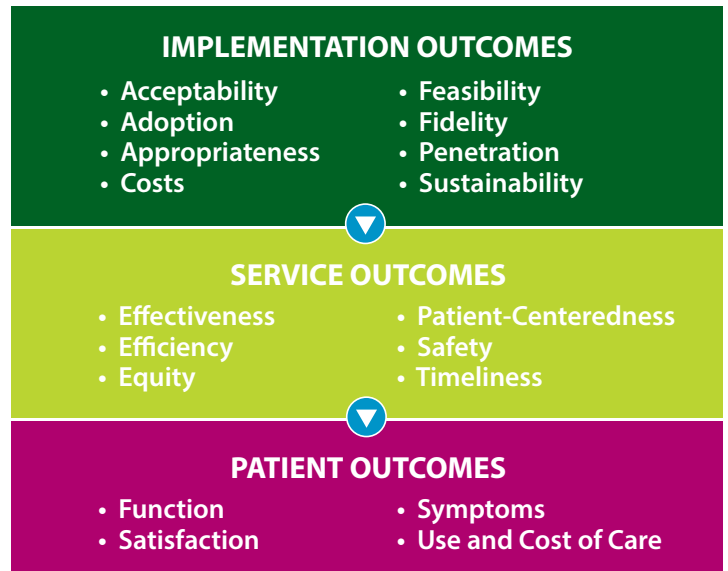 IMPLEMENTATION OUTCOMES
• Acceptability
• Adoption
• Appropriateness
• Costs
• Feasibility
• Fidelity
• Penetration
• Sustainability
SERVICE OUTCOMES
• Effectiveness
• Efficiency
• Equity
• Patient-Centeredness
• Safety
• Timeliness
PATIENT OUTCOMES
• Function
• Satisfaction
• Symptoms
• Use and Cost of Care